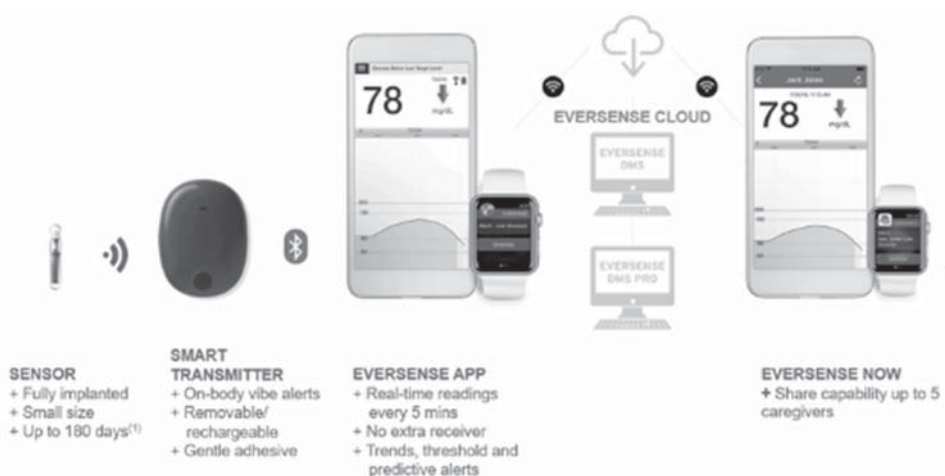 78
mg/dL
EVERSENSE CLOUD
EVERSENSE
DMS
EVERSENSE
DMS PRO
Jack Jones
78
mg/dL
SENSOR
+ Fully implanted
+ Small size
+ Up to 180 days(1)
SMART
TRANSMITTER
+ On-body vibe alerts
+ Removable/
rechargeable
+ Gentle adhesive
EVERSENSE APP
+ Real-time readings
every 5 mins
+ No extra receiver
+ Trends, threshold and
predictive alerts
EVERSENSE NOW
+ Share capability up to 5
caregivers